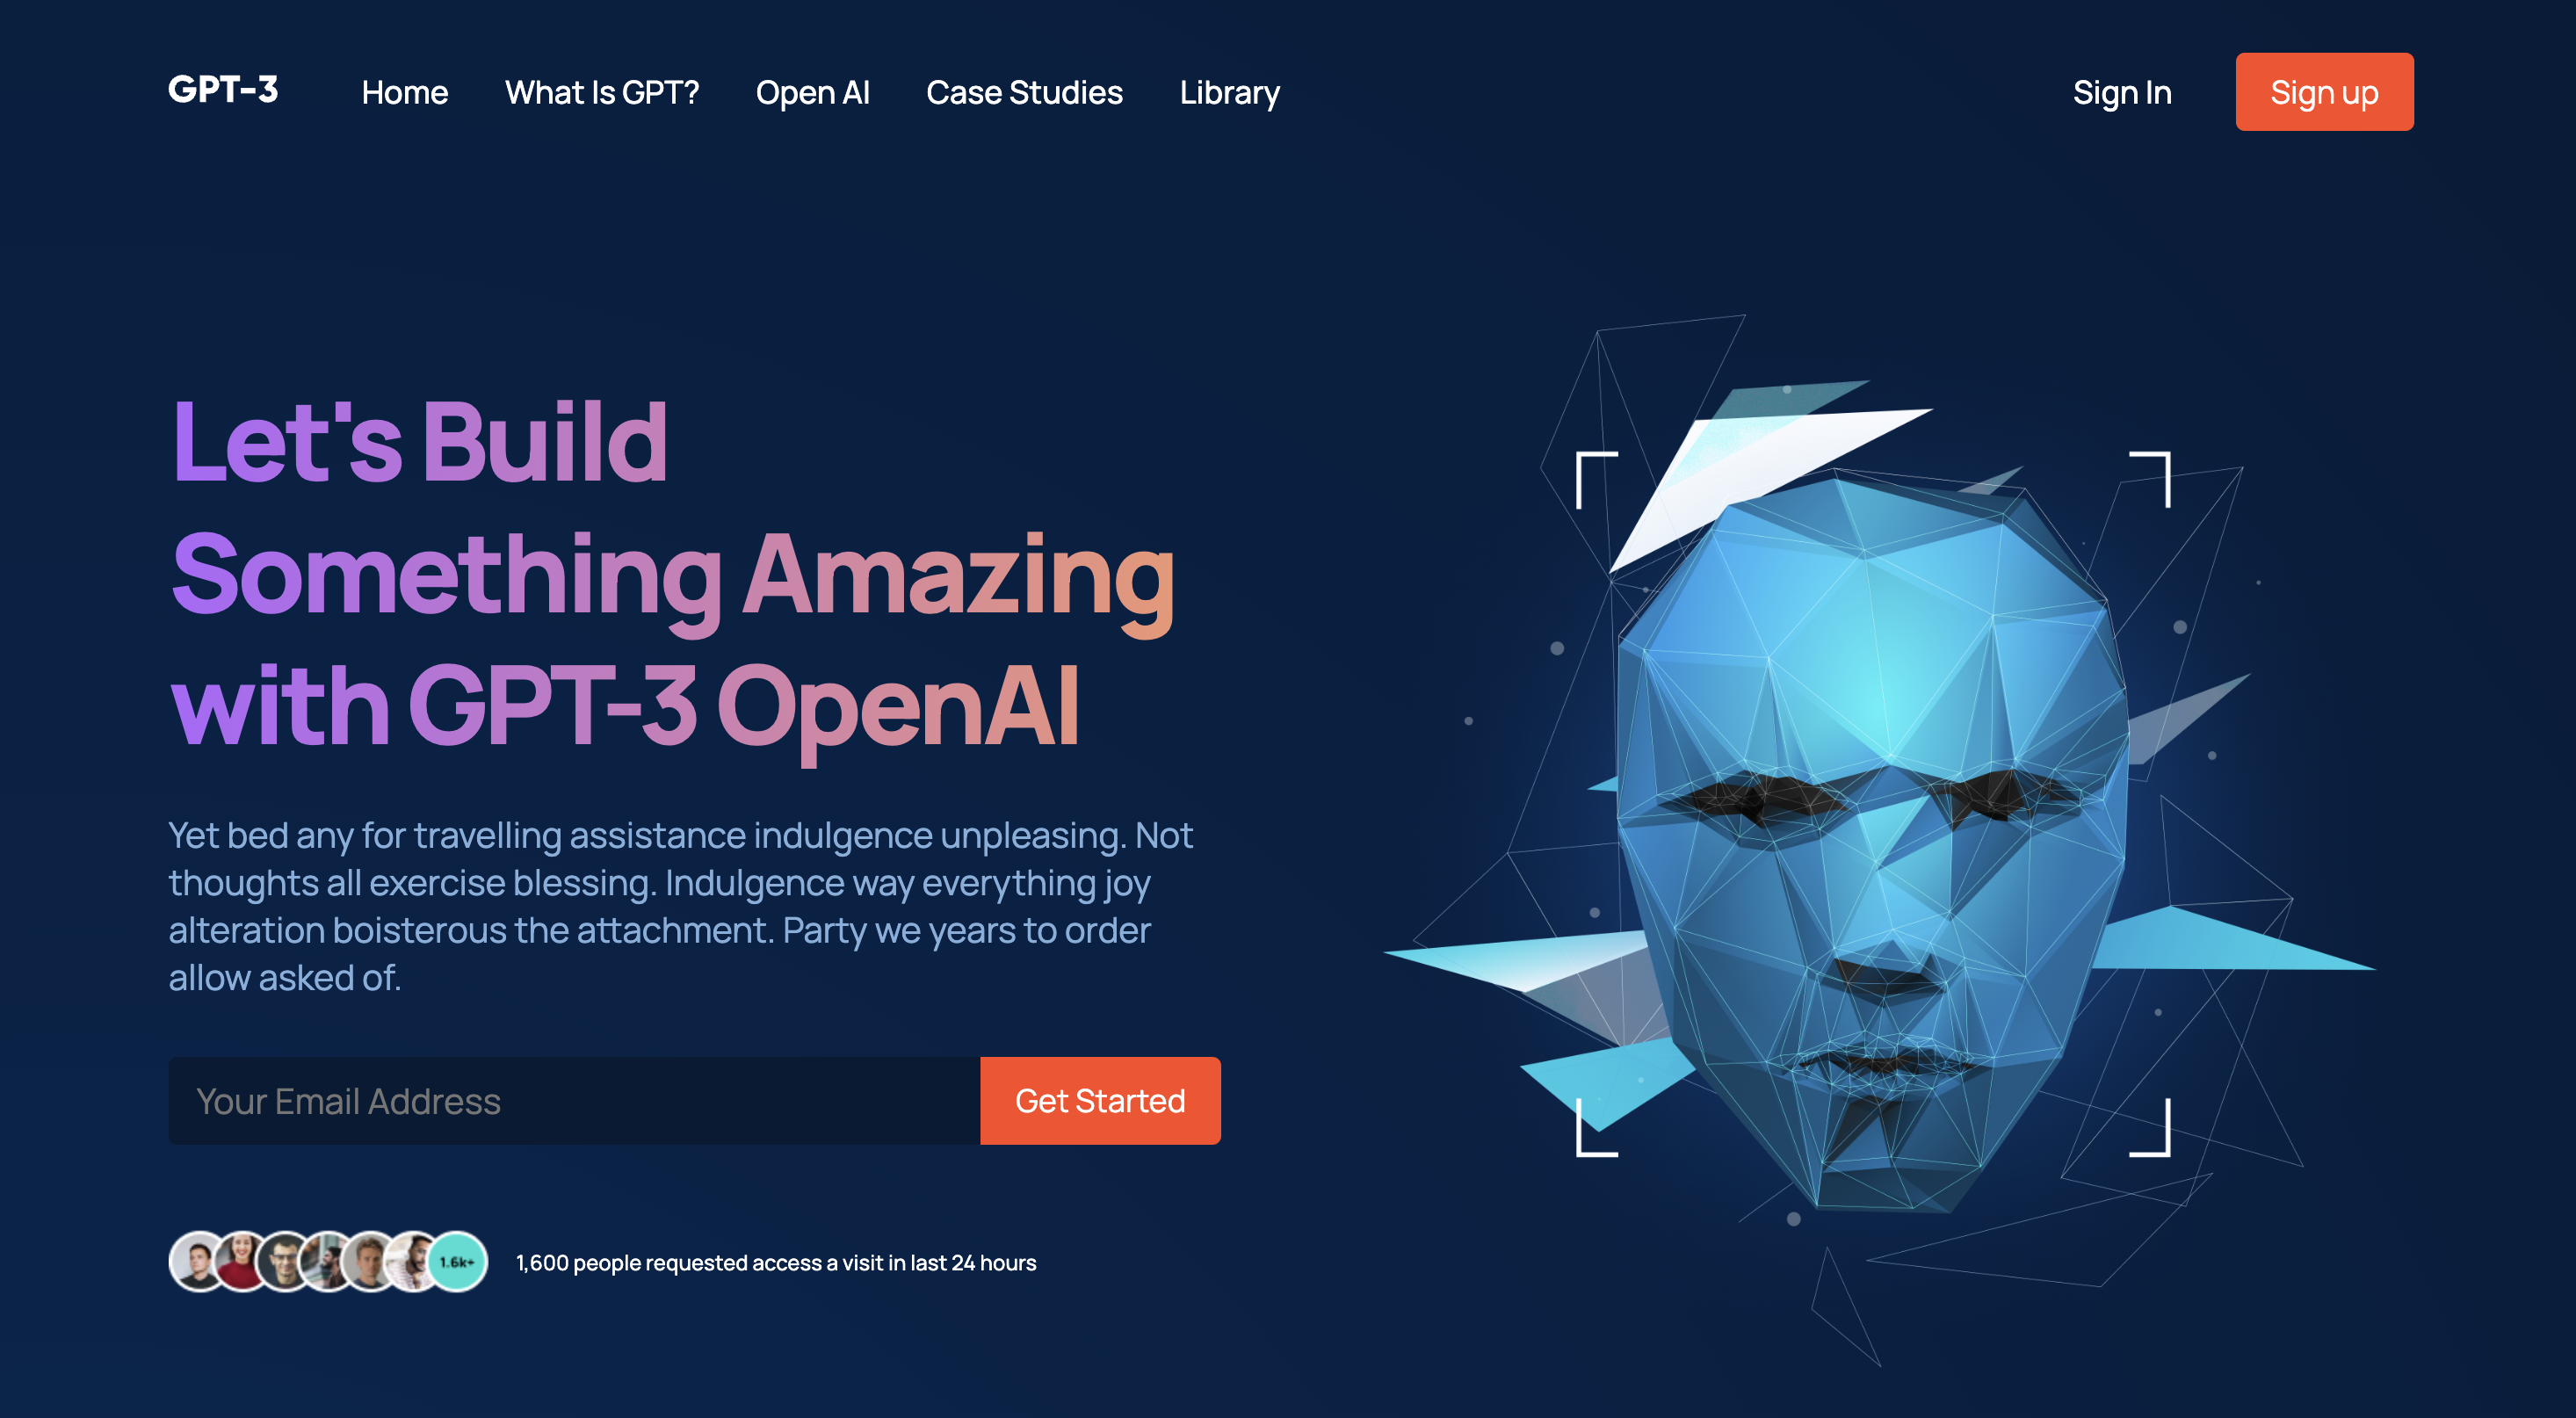 GPT-3
Home
What Is GPT?
Open AI
Case Studies
Library
Sign In
Sign up
Let's Build
Something Amazing
with GPT-3 OpenAI
Yet bed any for travelling assistance indulgence unpleasing. Not
thoughts all exercise blessing. Indulgence way everything joy
alteration boisterous the attachment. Party we years to order
allow asked of.
Your Email Address
Get Started
1.6k+
1,600 people requested access a visit in last 24 hours